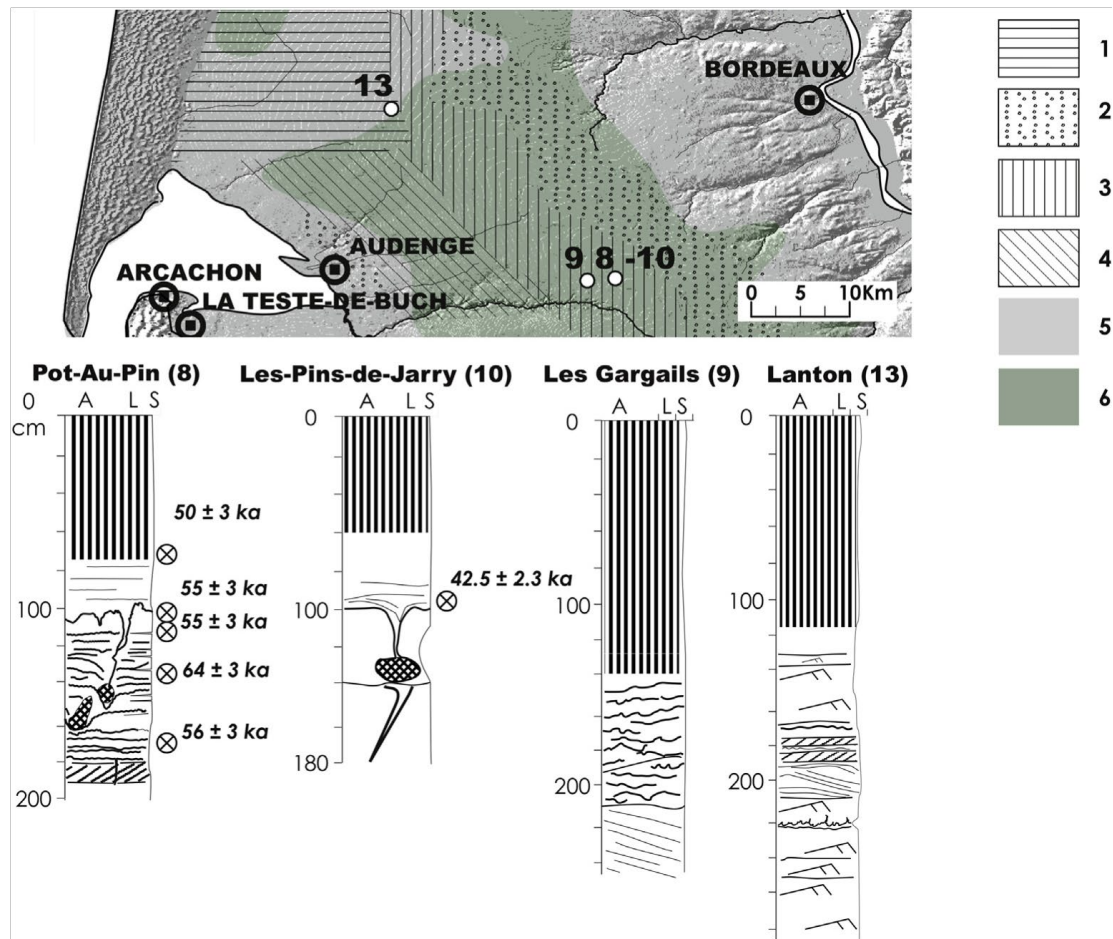 13
BORDEAUX
AUDENGE
9 8 -10
ARCACHON
LA TESTE-DE-BUCH
0 5 10Km
1
2
3
4
5
6
Pot-Au-Pin (8)
0 A L S
cm
50 ± 3 ka
55 ± 3 ka
100
55 ± 3 ka
64 ± 3 ka
56 ± 3 ka
200
Les-Pins-de-Jarry (10)
A L S
0
42.5 ± 2.3 ka
100
180
Les Gargails (9)
A L S
0
100
200
Lanton (13)
A L S
0
100
200